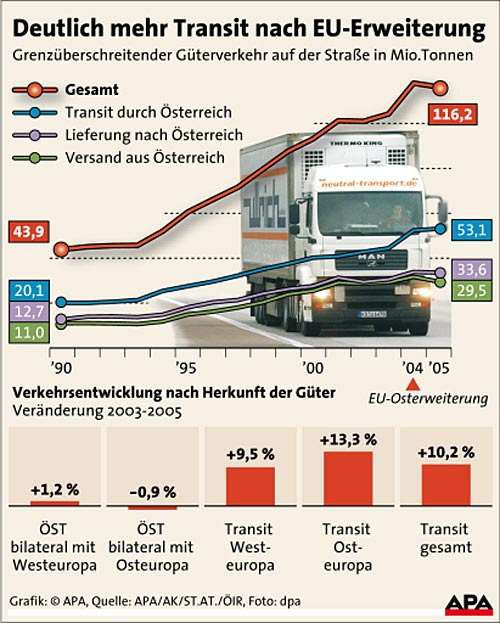 Deutlich mehr Transit nach EU-Erweiterung
Grenzüberschreitender Güterverkehr auf der Straße in Mio.Tonnen
Gesamt
Transit durch Österreich
Lieferung nach Österreich
Versand aus Österreich
116,2
THERMO KING
neutral-transport.de
MAN
43,9
53,1
20,1
33,6
12,7
29,5
11,0
'90 '95 '00 '04 '05
EU-Osterweiterung
Verkehrsentwicklung nach Herkunft der Güter
Veränderung 2003-2005
+1,2 %
−0,9 %
+9,5 %
+13,3 %
+10,2 %
ÖST
bilateral mit
Westeuropa
ÖST
bilateral mit
Osteuropa
Transit
West-
europa
Transit
Ost-
europa
Transit
gesamt
Grafik: © APA, Quelle: APA/AK/ST.AT./ÖIR, Foto: dpa
APA